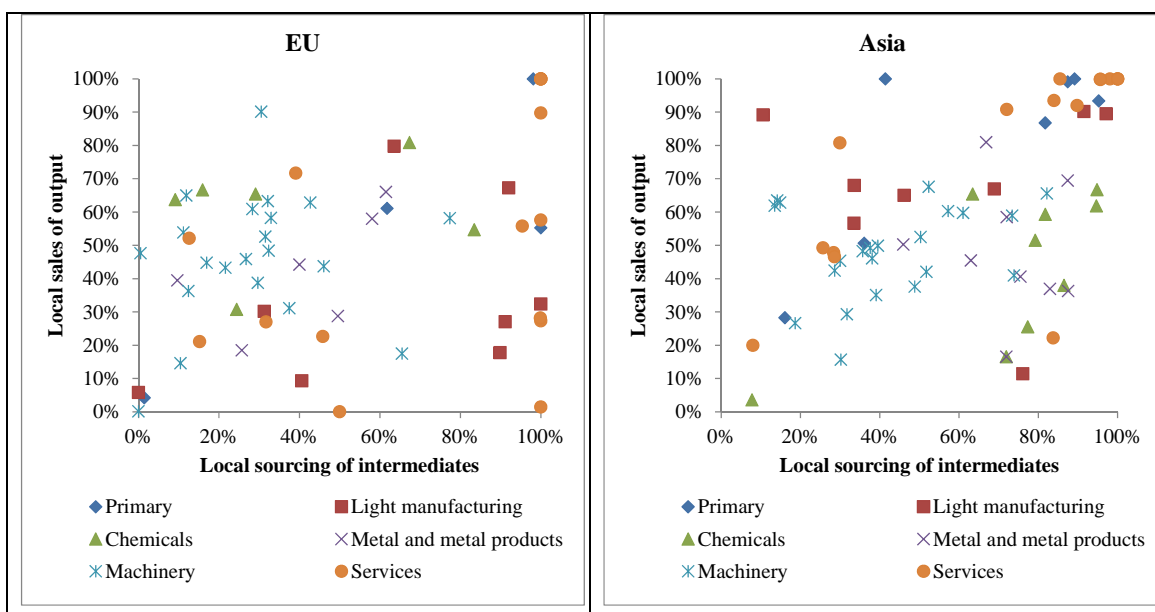 EU
100%
90%
80%
70%
60%
50%
40%
30%
20%
10%
0%
Local sales of output
0% 20% 40% 60% 80% 100%
Local sourcing of intermediates
Primary Light manufacturing
Chemicals Metal and metal products
Machinery Services
Asia
100%
90%
80%
70%
60%
50%
40%
30%
20%
10%
0%
Local sales of output
0% 20% 40% 60% 80% 100%
Local sourcing of intermediates
Primary Light manufacturing
Chemicals Metal and metal products
Machinery Services